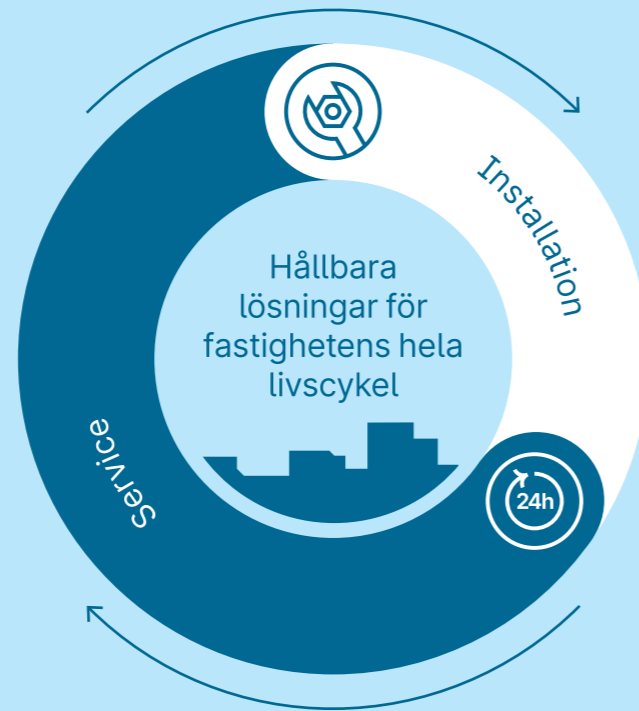 Installation
Hållbara
lösningar för
fastighetens hela
livscykel
Service
24h